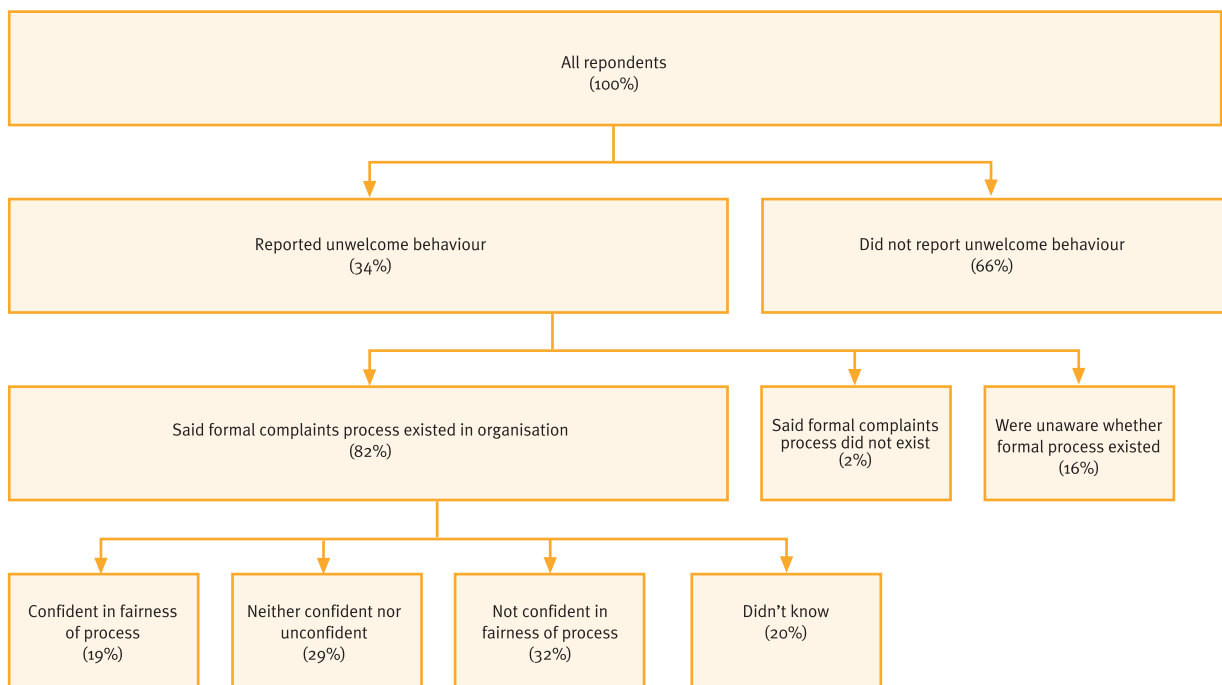 All repondents
(100%)
Reported unwelcome behaviour
(34%)
Did not report unwelcome behaviour
(66%)
Said formal complaints process existed in organisation
(82%)
Said formal complaints
process did not exist
(2%)
Were unaware whether
formal process existed
(16%)
Confident in fairness
of process
(19%)
Neither confident nor
unconfident
(29%)
Not confident in
fairness of process
(32%)
Didn't know
(20%)